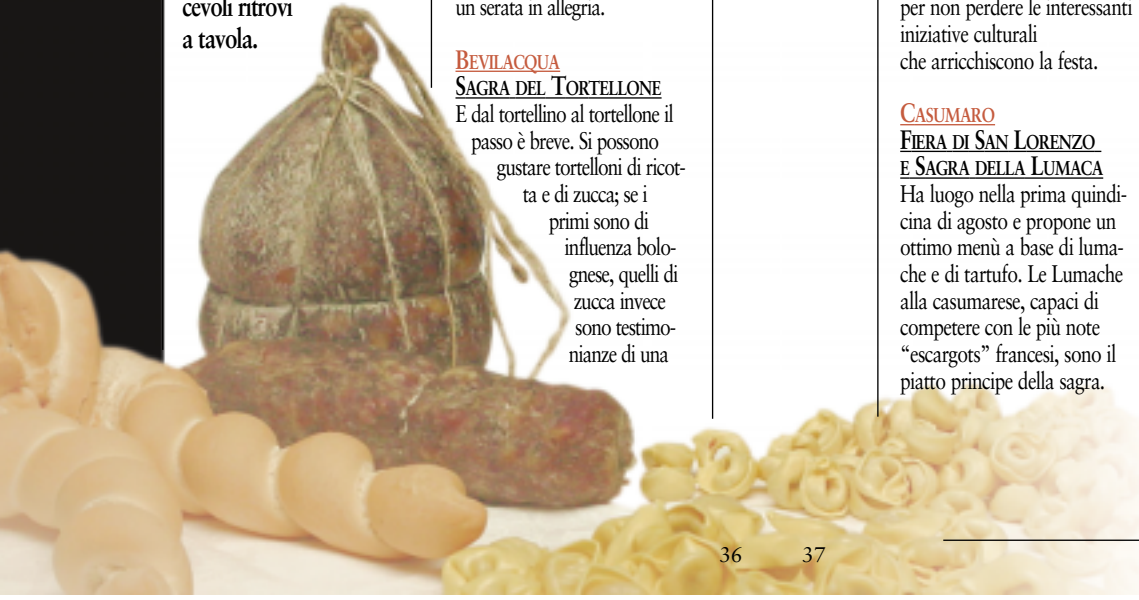 cevoli ritrovi
a tavola.
un serata in allegria.
BEVILACQUA
SAGRA DEL TORTELLONE
E dal tortellino al tortellone il
passo è breve. Si possono
gustare tortelloni di ricot-
ta e di zucca; se i
primi sono di
influenza bolo-
gnese, quelli di
zucca invece
sono testimo-
nianze di una
per non perdere le interessanti
iniziative culturali
che arricchiscono la festa.
CASUMARO
FIERA DI SAN LORENZO
E SAGRA DELLA LUMACA
Ha luogo nella prima quindi-
cina di agosto e propone un
ottimo menù a base di luma-
che e di tartufo. Le Lumache
alla casumarese, capaci di
competere con le più note
“escargots” francesi, sono il
piatto principe della sagra.
36
37